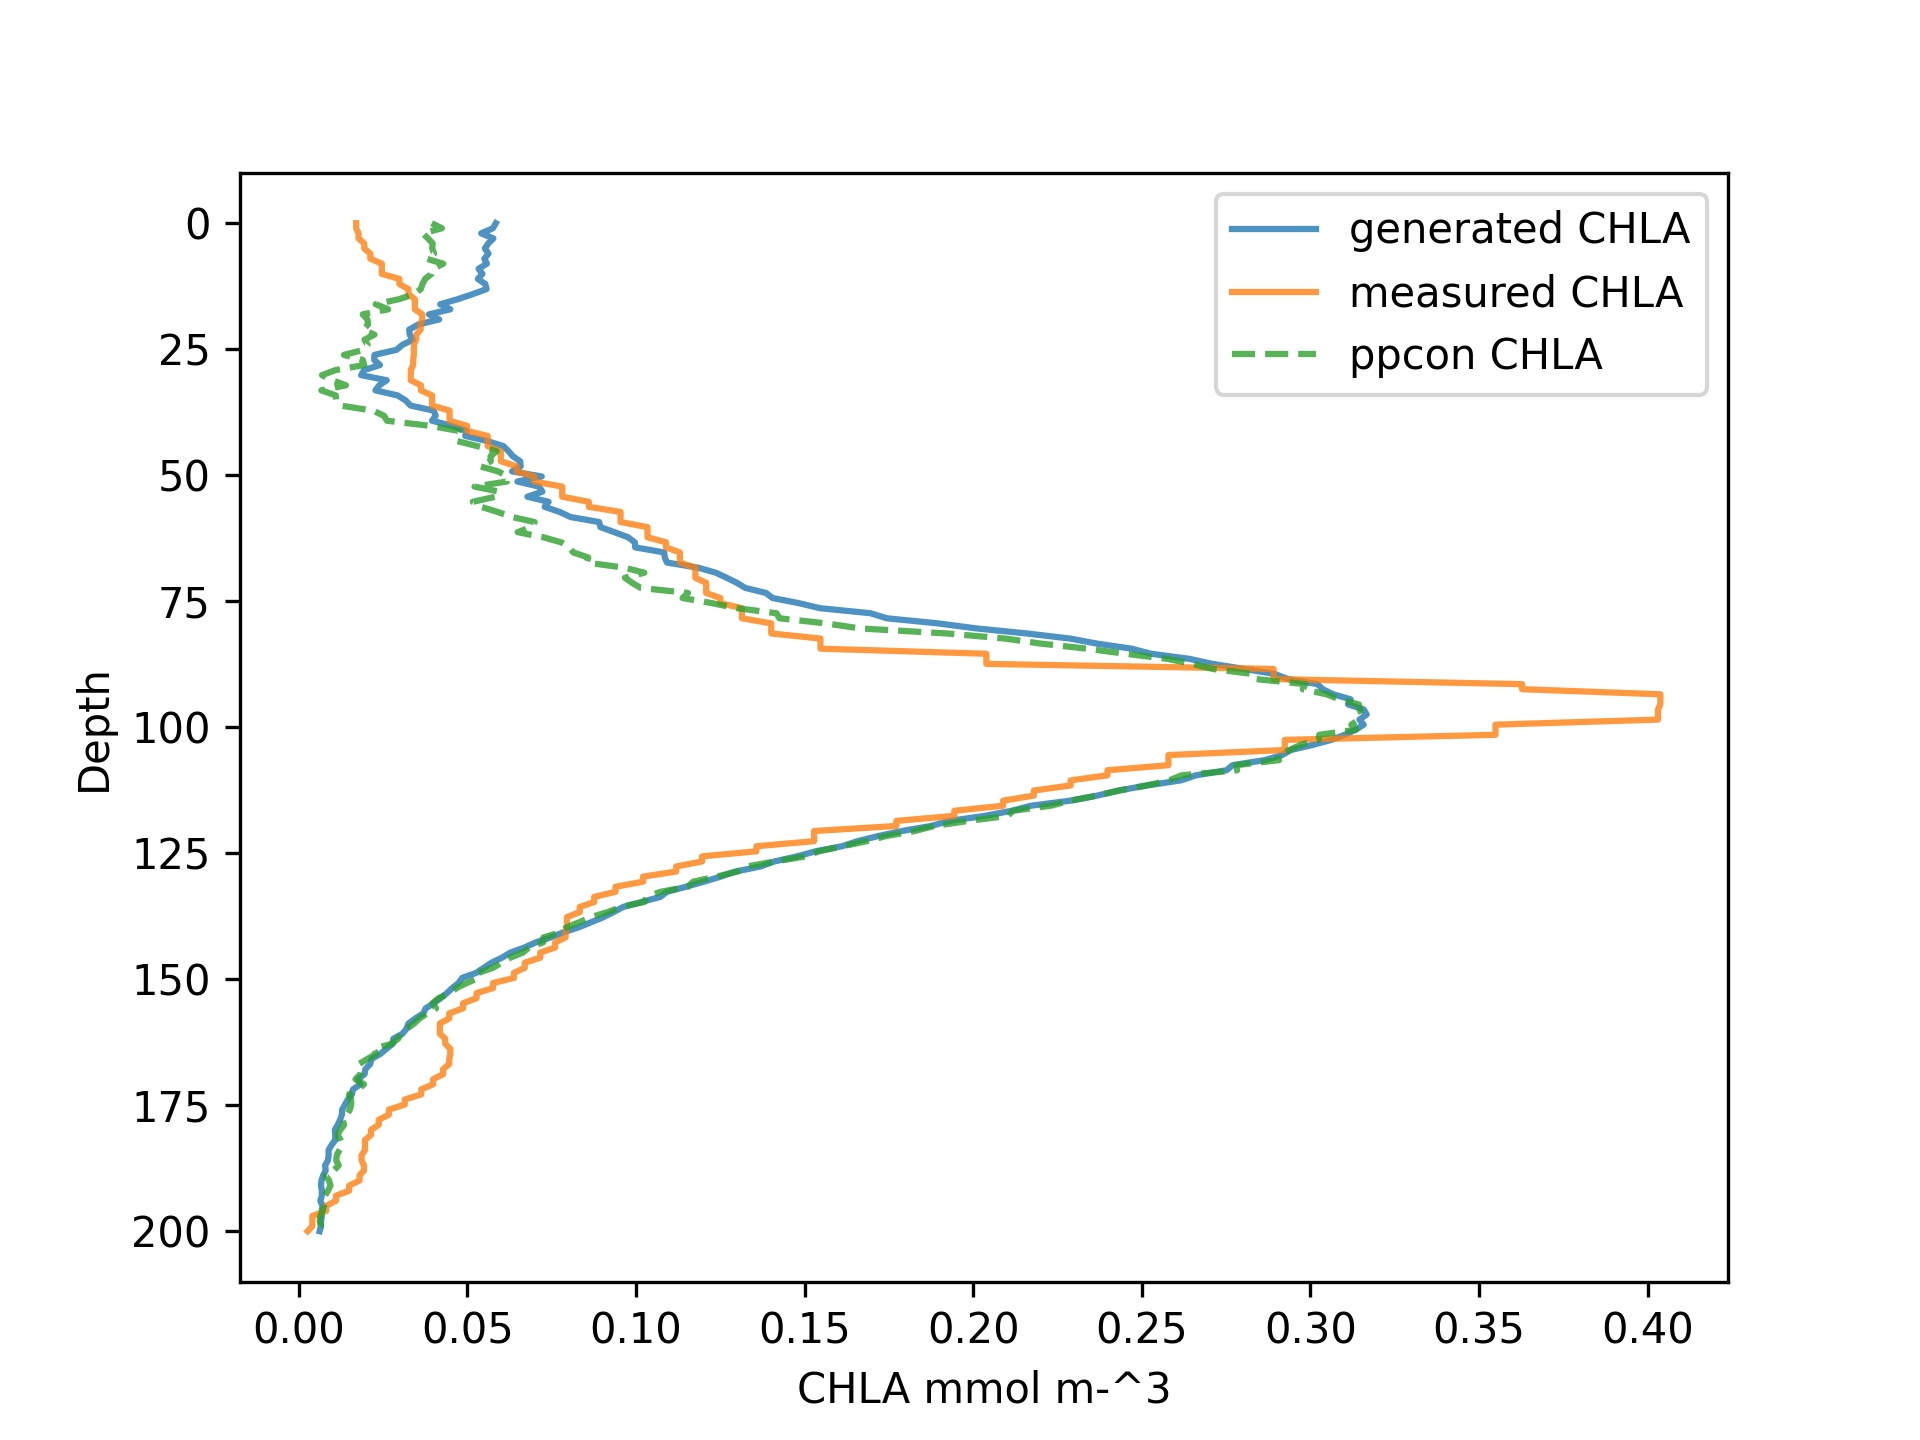 generated CHLA
measured CHLA
ppcon CHLA
0
25
50
75
100
125
150
175
200
Depth
0.00 0.05 0.10 0.15 0.20 0.25 0.30 0.35 0.40
CHLA mmol m-^3